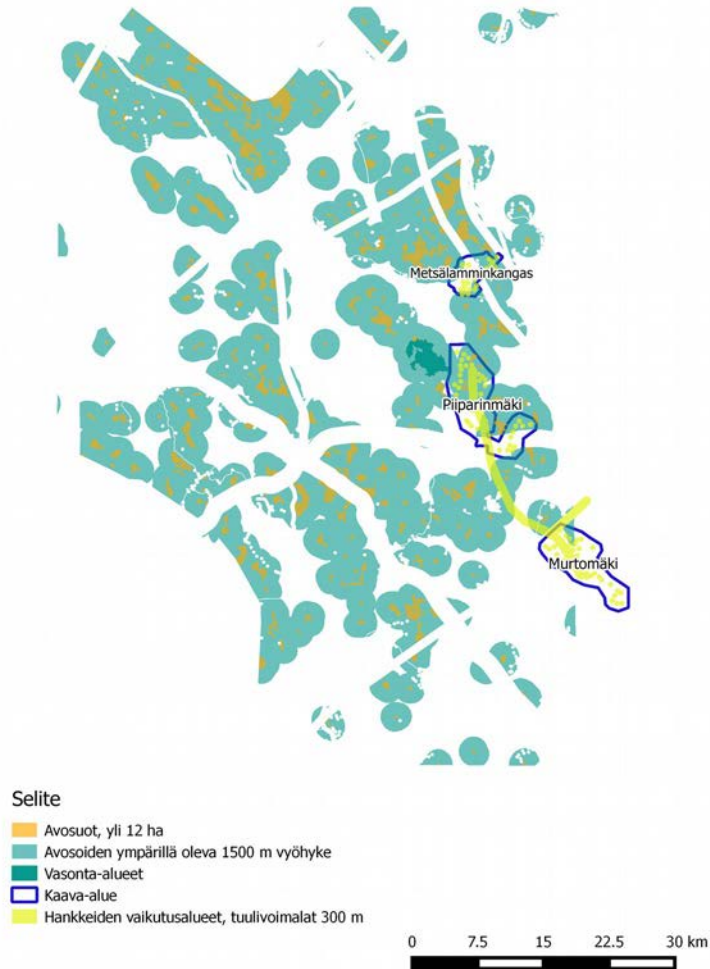 Metsälamminkangas
Piiparinmäki
Murtomäki
Selite
Avosuot, yli 12 ha
Avosoiden ympärillä oleva 1500 m vyöhyke
Vasonta-alueet
Kaava-alue
Hankkeiden vaikutusalueet, tuulivoimalat 300 m
0 7.5 15 22.5 30 km